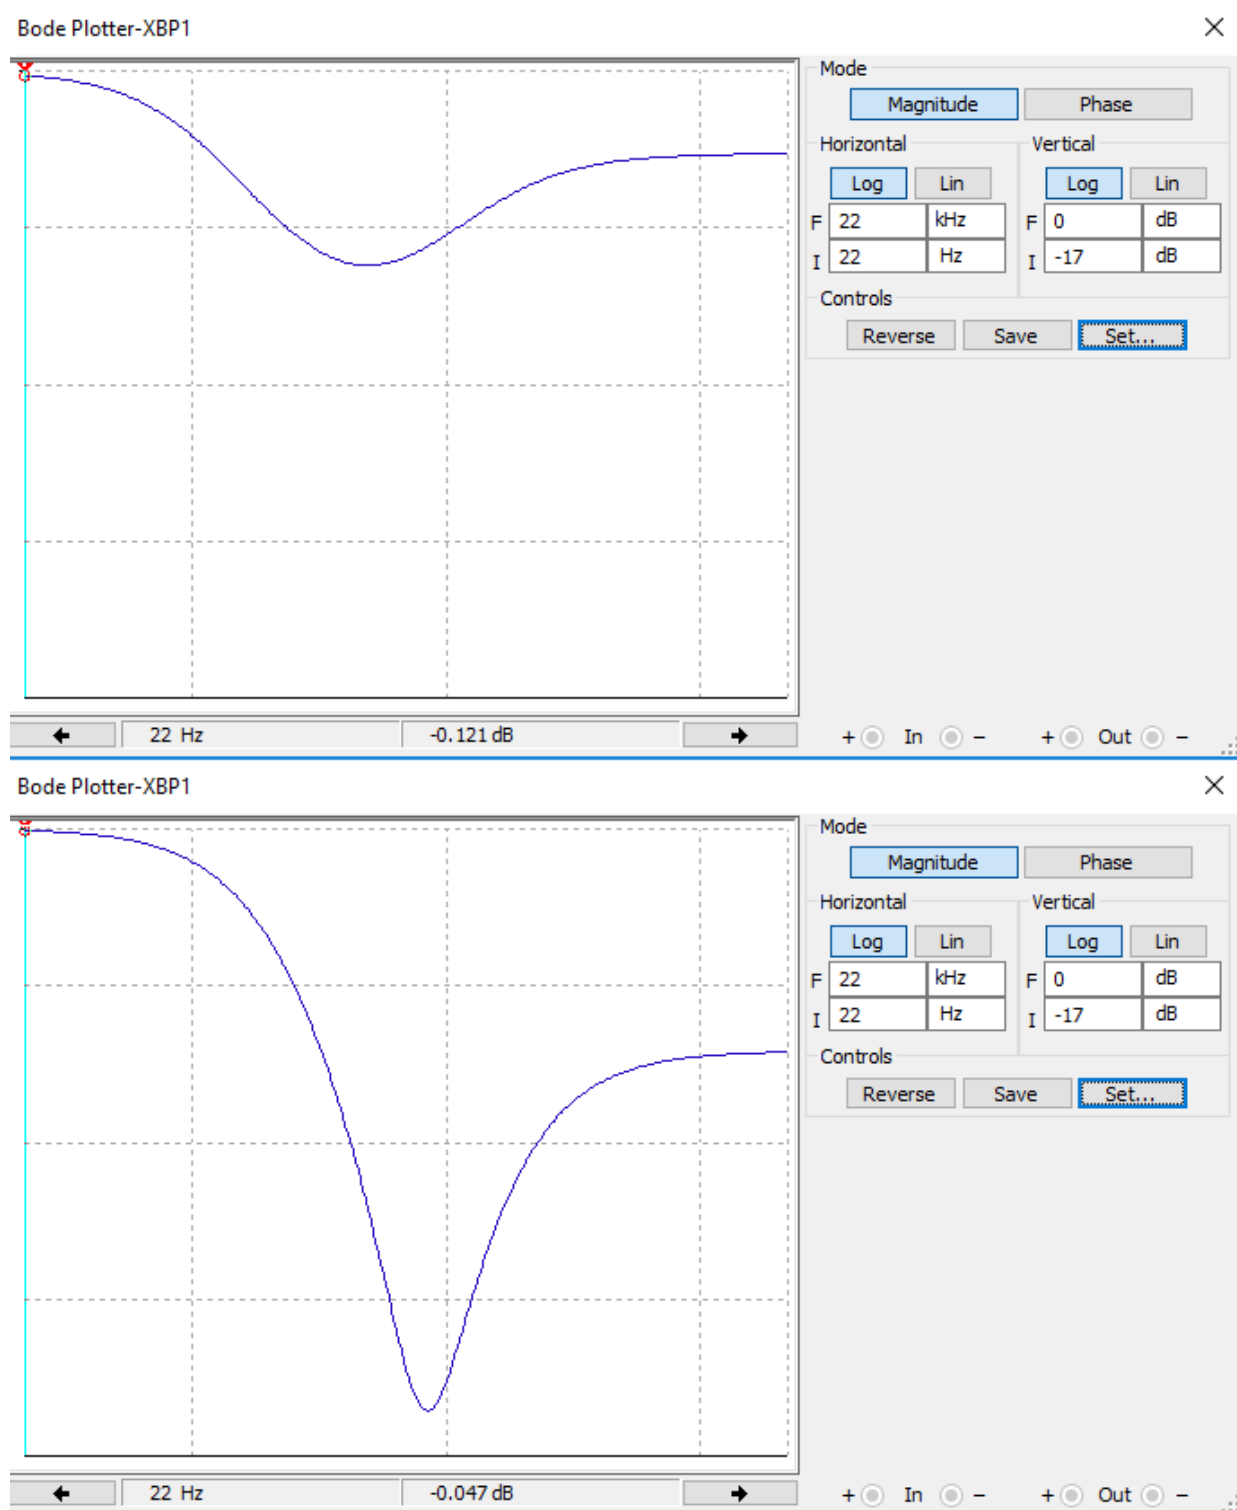 Bode Plotter-XBP1
Mode
Magnitude Phase
Horizontal Vertical
Log Lin Log Lin
F 22 kHz F 0 dB
I 22 Hz I -17 dB
Controls
Reverse Save Set...
22 Hz -0.121 dB + In - + Out -
Bode Plotter-XBP1
Mode
Magnitude Phase
Horizontal Vertical
Log Lin Log Lin
F 22 kHz F 0 dB
I 22 Hz I -17 dB
Controls
Reverse Save Set...
22 Hz -0.047 dB + In - + Out -